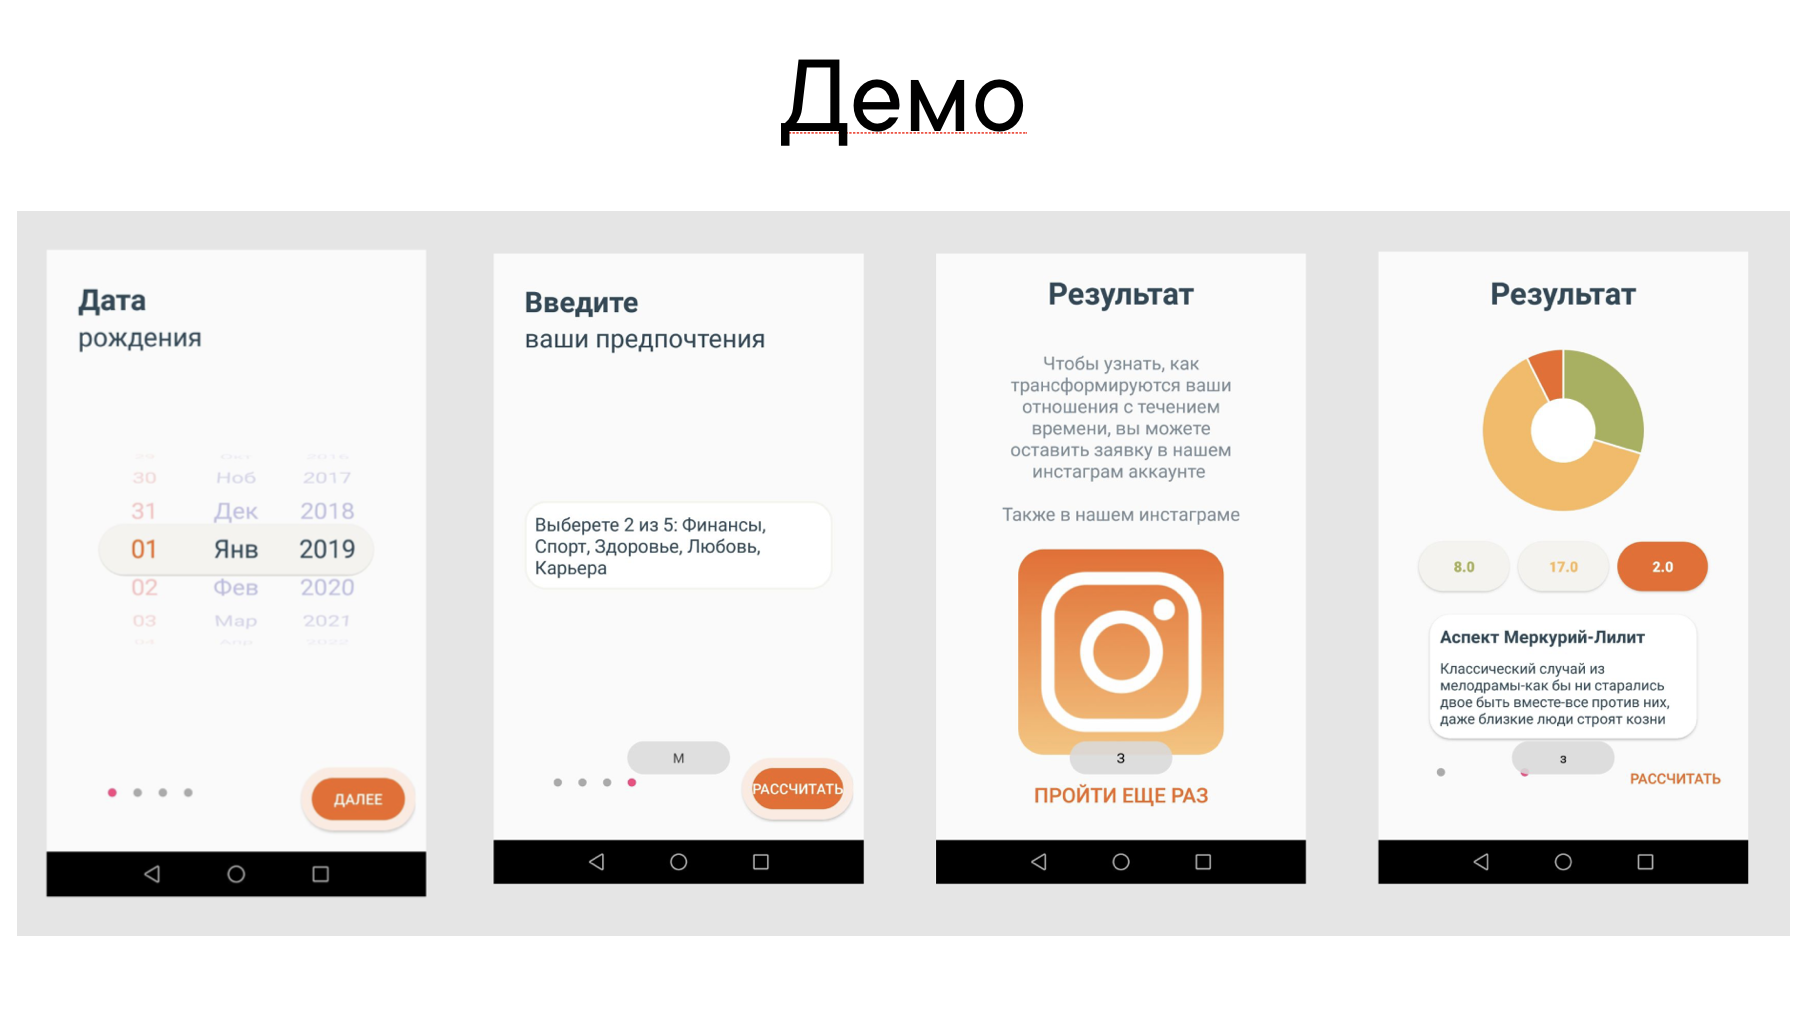 Демо
Дата
рождения
30 Ноб 2017
31 Дек 2018
01 Янв 2019
02 Фев 2020
03 Мар 2021
ДАЛЕЕ
Введите
ваши предпочтения
Выберете 2 из 5: Финансы,
Спорт, Здоровье, Любовь,
Карьера
М
РАССЧИТАТЬ
Результат
Чтобы узнать, как
трансформируются ваши
отношения с течением
времени, вы можете
оставить заявку в нашем
инстаграм аккаунте
Также в нашем инстаграме
З
ПРОЙТИ ЕЩЕ РАЗ
Результат
8.0 17.0 2.0
Аспект Меркурий-Лилит
Классический случай из
мелодрамы-как бы ни старались
двое быть вместе-все против них,
даже близкие люди строят козни
з
РАССЧИТАТЬ